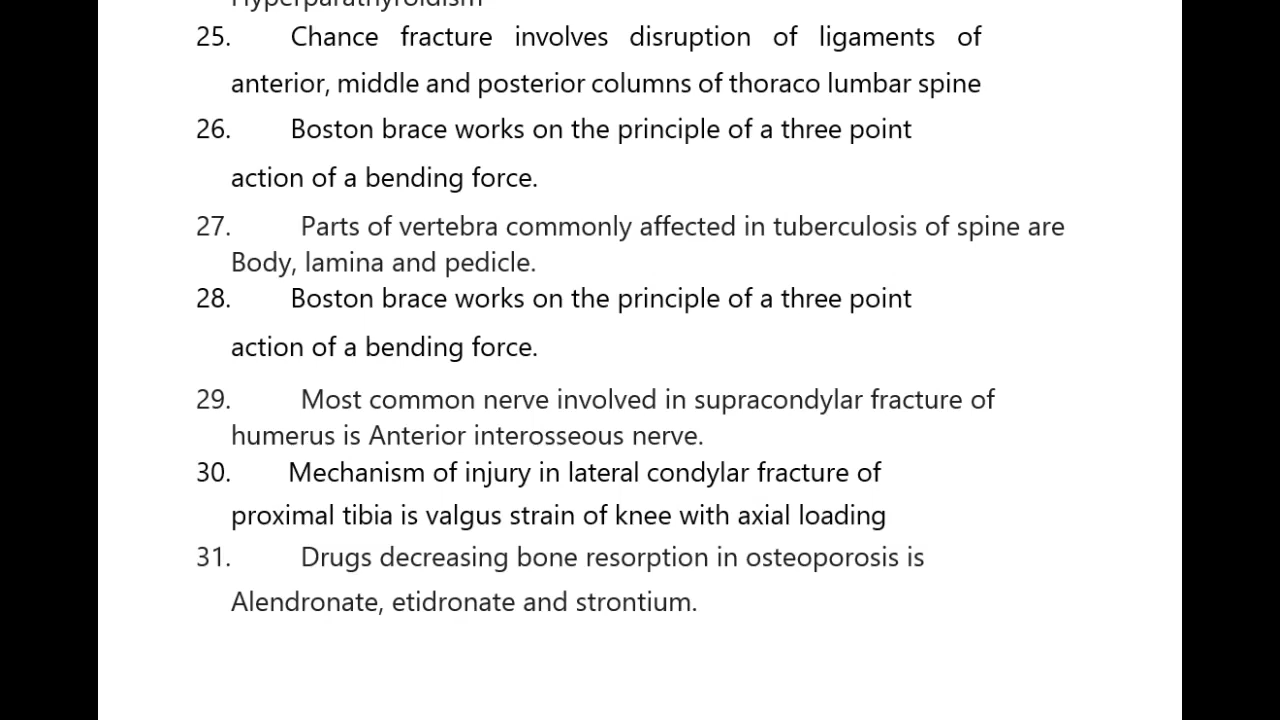 Hyperparathyroidism
25. Chance fracture involves disruption of ligaments of
anterior, middle and posterior columns of thoraco lumbar spine
26. Boston brace works on the principle of a three point
action of a bending force.
27. Parts of vertebra commonly affected in tuberculosis of spine are
Body, lamina and pedicle.
28. Boston brace works on the principle of a three point
action of a bending force.
29. Most common nerve involved in supracondylar fracture of
humerus is Anterior interosseous nerve.
30. Mechanism of injury in lateral condylar fracture of
proximal tibia is valgus strain of knee with axial loading
31. Drugs decreasing bone resorption in osteoporosis is
Alendronate, etidronate and strontium.